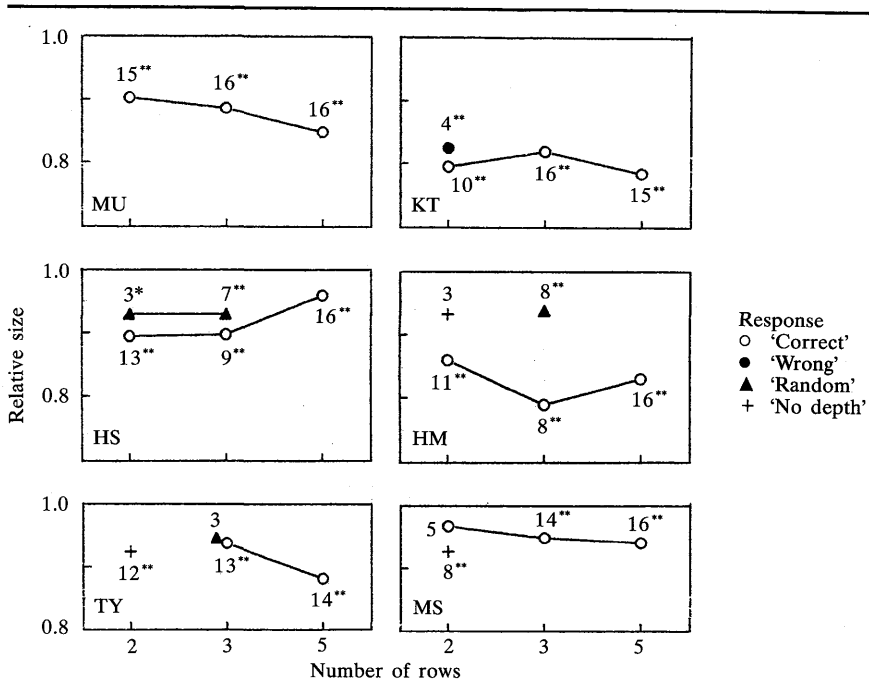 1.0
15**
16**
16**
0.8
MU
4**
10**
16**
15**
KT
1.0
3*
7**
13**
9**
16**
0.8
HS
3
8**
11**
8**
16**
HM
Relative size
Response
'Correct'
'Wrong'
'Random'
'No depth'
1.0
3
12**
13**
14**
0.8
TY
5
14**
16**
8**
MS
2 3 5 2 3 5
Number of rows